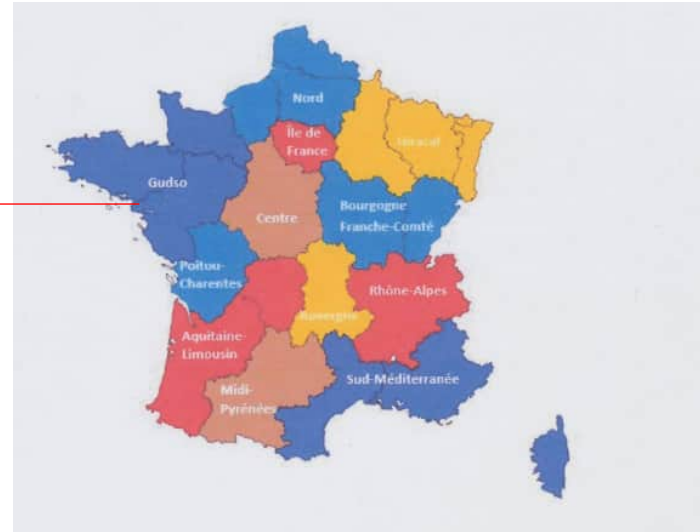 Nord
Île de
France
Gudso
Centre
Bourgogne
Franche-Comté
Poitou-
Charentes
Rhône-Alpes
Auvergne
Aquitaine-
Limousin
Sud-Méditerranée
Midi-
Pyrénées